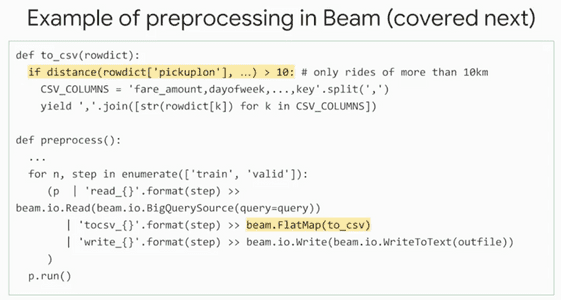 Example of preprocessing in Beam (covered next)
def to_csv(rowdict):
  if distance(rowdict['pickuplon'], …) > 10: # only rides of more than 10km
    CSV_COLUMNS = 'fare_amount,dayofweek,...,key'.split(',')
    yield ','.join([str(rowdict[k]) for k in CSV_COLUMNS])

def preprocess():
  ...
  for n, step in enumerate(['train', 'valid']):
    (p  | 'read_{}'.format(step) >>
beam.io.Read(beam.io.BigQuerySource(query=query))
        | 'tocsv_{}'.format(step) >> beam.FlatMap(to_csv)
        | 'write_{}'.format(step) >> beam.io.Write(beam.io.WriteToText(outfile))
    )
  p.run()